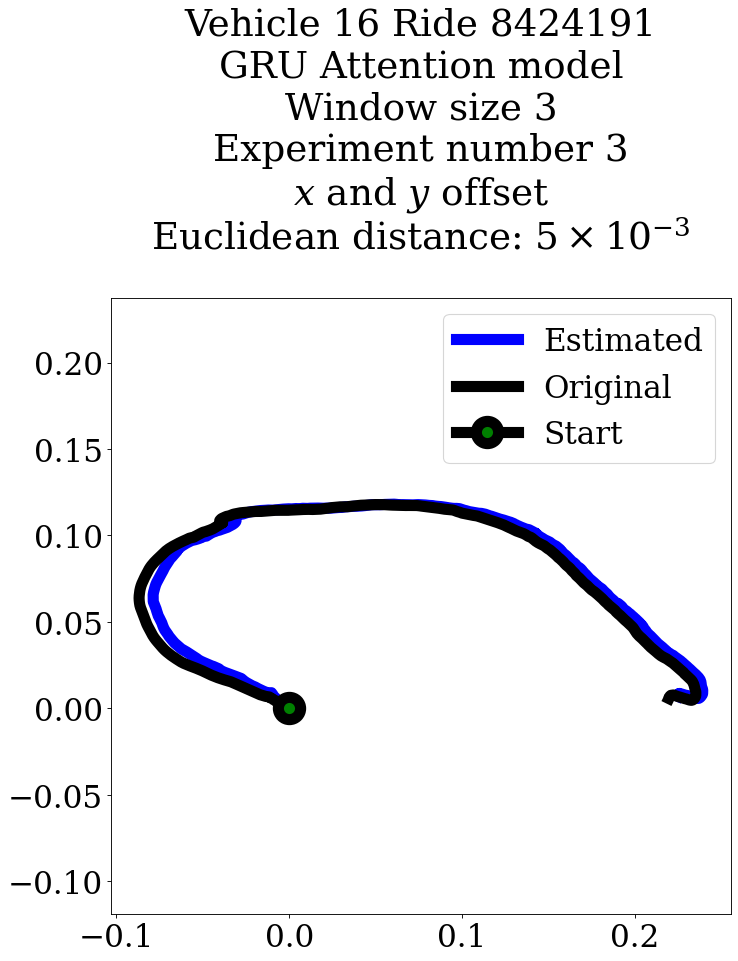 Vehicle 16 Ride 8424191
GRU Attention model
Window size 3
Experiment number 3
x and y offset
Euclidean distance: 5 × 10⁻³
Estimated
Original
Start
0.20
0.15
0.10
0.05
0.00
−0.05
−0.10
−0.1 0.0 0.1 0.2